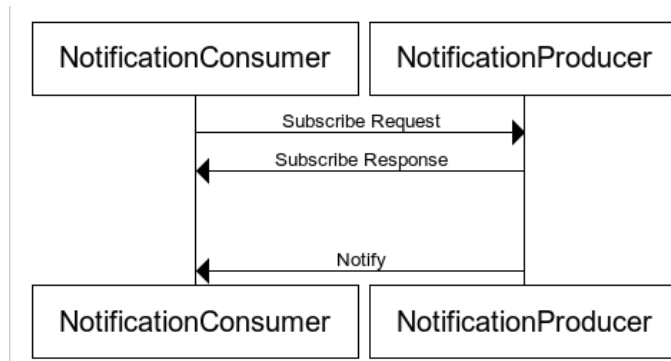 NotificationConsumer NotificationProducer
Subscribe Request
Subscribe Response
Notify
NotificationConsumer NotificationProducer